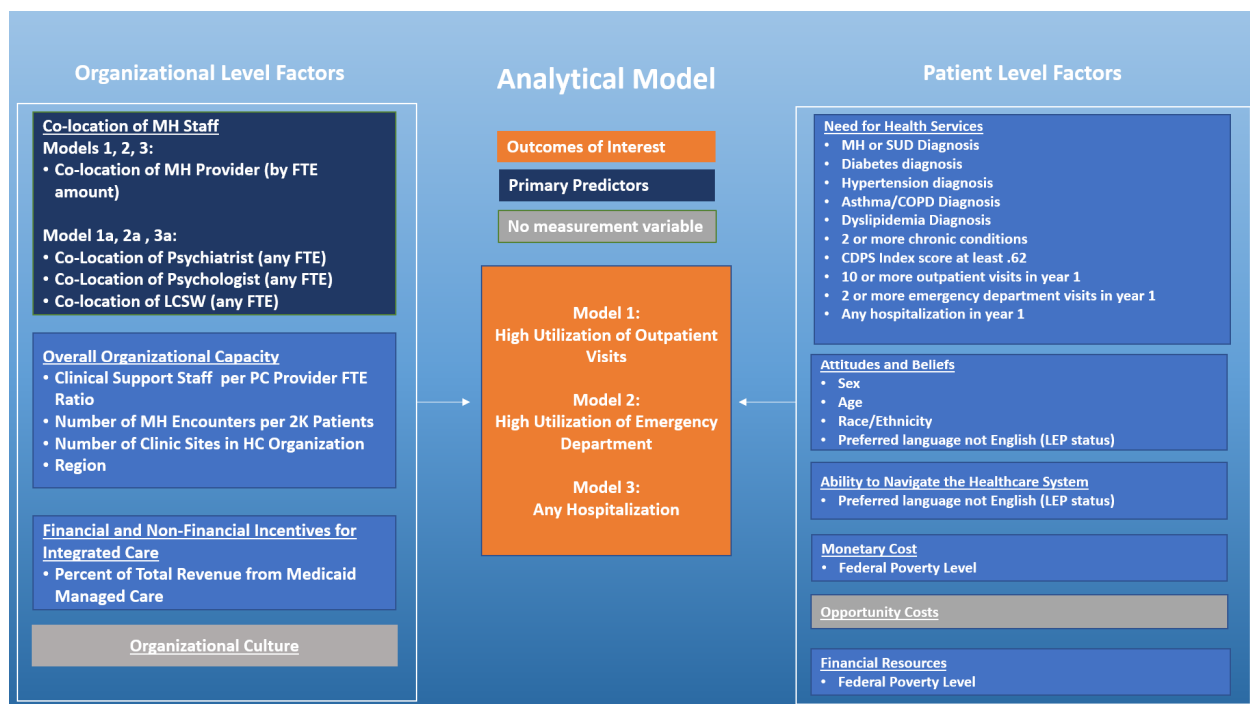 Organizational Level Factors
Co-location of MH Staff
Models 1, 2, 3:
• Co-location of MH Provider (by FTE
amount)
Model 1a, 2a , 3a:
• Co-Location of Psychiatrist (any FTE)
• Co-Location of Psychologist (any FTE)
• Co-location of LCSW (any FTE)
Overall Organizational Capacity
• Clinical Support Staff per PC Provider FTE
Ratio
• Number of MH Encounters per 2K Patients
• Number of Clinic Sites in HC Organization
• Region
Financial and Non-Financial Incentives for
Integrated Care
• Percent of Total Revenue from Medicaid
Managed Care
Organizational Culture
Analytical Model
Outcomes of Interest
Primary Predictors
No measurement variable
Model 1:
High Utilization of Outpatient
Visits
Model 2:
High Utilization of Emergency
Department
Model 3:
Any Hospitalization
Patient Level Factors
Need for Health Services
• MH or SUD Diagnosis
• Diabetes diagnosis
• Hypertension diagnosis
• Asthma/COPD Diagnosis
• Dyslipidemia Diagnosis
• 2 or more chronic conditions
• CDPS Index score at least .62
• 10 or more outpatient visits in year 1
• 2 or more emergency department visits in year 1
• Any hospitalization in year 1
Attitudes and Beliefs
• Sex
• Age
• Race/Ethnicity
• Preferred language not English (LEP status)
Ability to Navigate the Healthcare System
• Preferred language not English (LEP status)
Monetary Cost
• Federal Poverty Level
Opportunity Costs
Financial Resources
• Federal Poverty Level